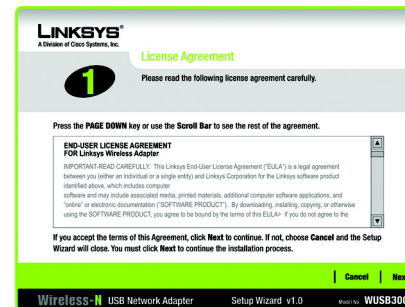 LINKSYS®
A Division of Cisco Systems, Inc.
License Agreement
1
Please read the following license agreement carefully.
Press the PAGE DOWN key or use the Scroll Bar to see the rest of the agreement.
END-USER LICENSE AGREEMENT
FOR Linksys Wireless Adapter
IMPORTANT-READ CAREFULLY. This Linksys End-User License Agreement ("EULA") is a legal agreement
between you (either an individual or a single entity) and Linksys Corporation for the Linksys software product
identified above, which includes computer
software and may include associated media, printed materials, additional computer software applications, and
"online" or electronic documentation ("SOFTWARE PRODUCT"). By downloading, installing, copying, or otherwise
using the SOFTWARE PRODUCT, you agree to be bound by the terms of this EULA> If you do not agree to the
If you accept the terms of this Agreement, click Next to continue. If not, choose Cancel and the Setup
Wizard will close. You must click Next to continue the installation process.
Cancel Nex
Wireless-N USB Network Adapter Setup Wizard v1.0 Model No. WUSB300